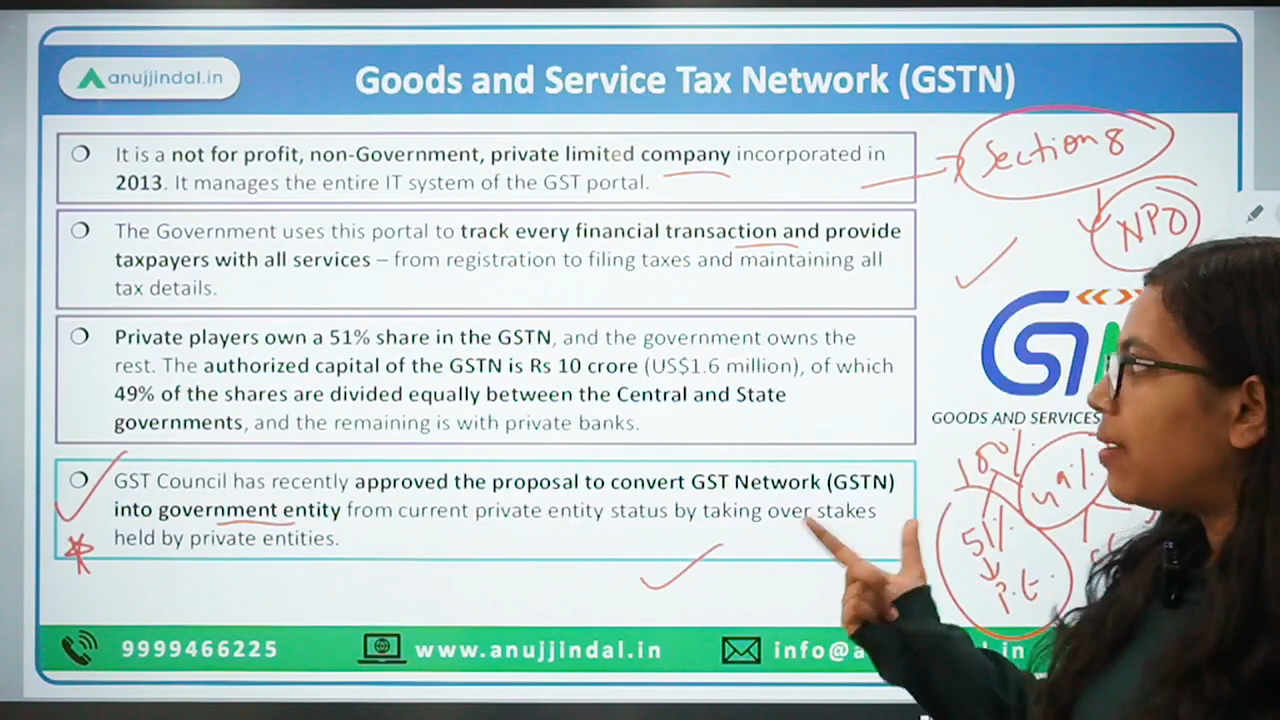 anujjindal.in
Goods and Service Tax Network (GSTN)
It is a not for profit, non-Government, private limited company incorporated in
2013. It manages the entire IT system of the GST portal.
Section 8
NPO
The Government uses this portal to track every financial transaction and provide
taxpayers with all services – from registration to filing taxes and maintaining all
tax details.
Private players own a 51% share in the GSTN, and the government owns the
rest. The authorized capital of the GSTN is Rs 10 crore (US$1.6 million), of which
49% of the shares are divided equally between the Central and State
governments, and the remaining is with private banks.
GOODS AND SERVICES
100%
49%
51%
P.E.
GST Council has recently approved the proposal to convert GST Network (GSTN)
into government entity from current private entity status by taking over stakes
held by private entities.
9999466225
www.anujjindal.in